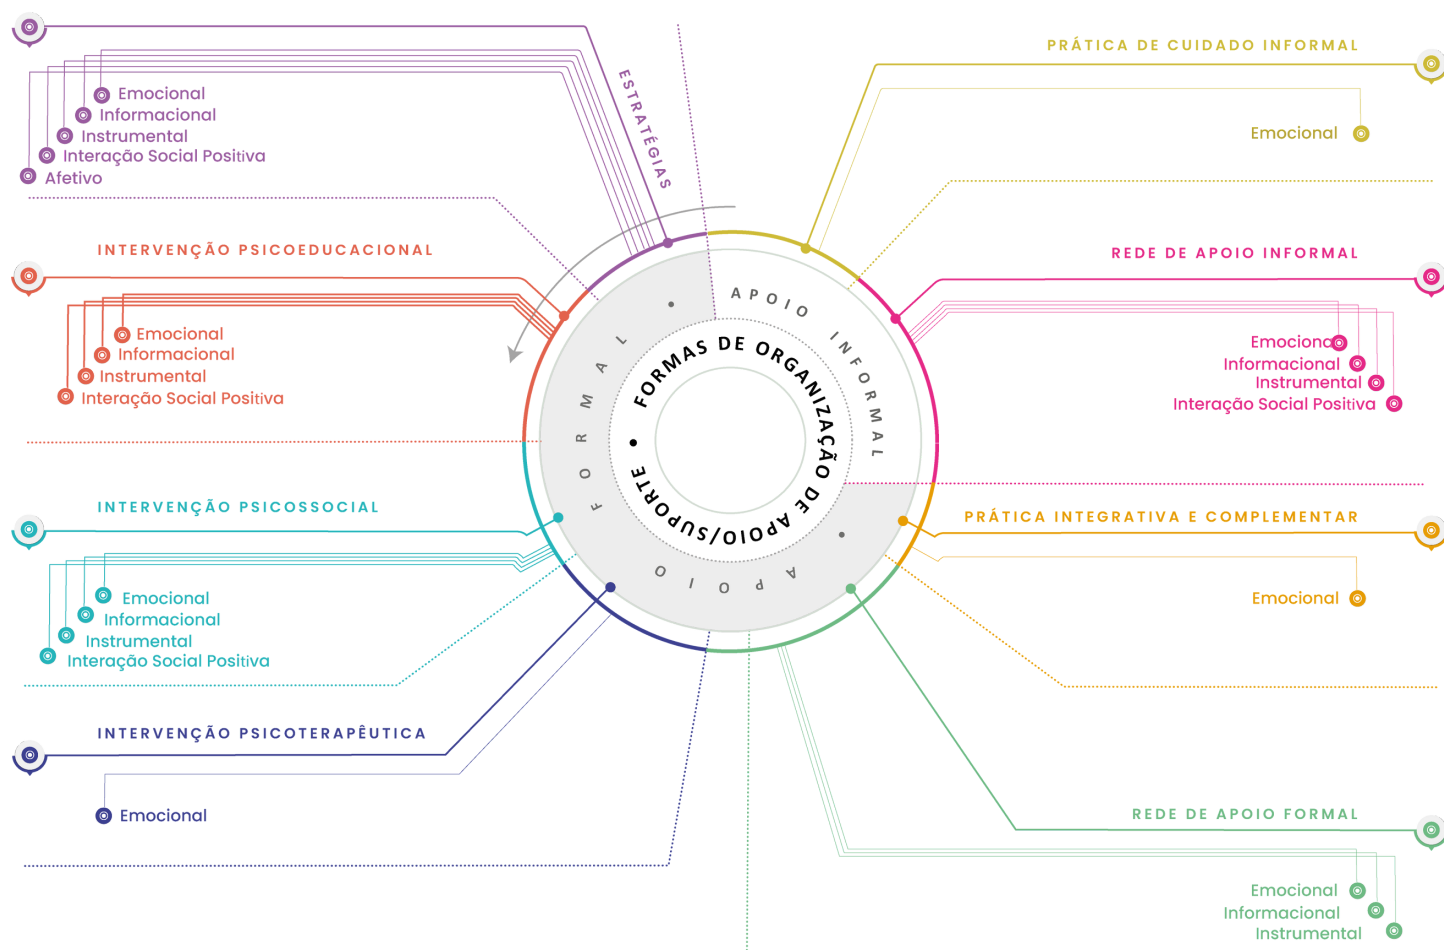 ESTRATÉGIAS
Emocional
Informacional
Instrumental
Interação Social Positiva
Afetivo
INTERVENÇÃO PSICOEDUCACIONAL
Emocional
Informacional
Instrumental
Interação Social Positiva
INTERVENÇÃO PSICOSSOCIAL
Emocional
Informacional
Instrumental
Interação Social Positiva
INTERVENÇÃO PSICOTERAPÊUTICA
Emocional
FORMAS DE ORGANIZAÇÃO DE APOIO/SUPORTE •
APOIO INFORMAL
• APOIO FORMAL •
PRÁTICA DE CUIDADO INFORMAL
Emocional
REDE DE APOIO INFORMAL
Emociona
Informacional
Instrumental
Interação Social Positiva
PRÁTICA INTEGRATIVA E COMPLEMENTAR
Emocional
REDE DE APOIO FORMAL
Emocional
Informacional
Instrumental